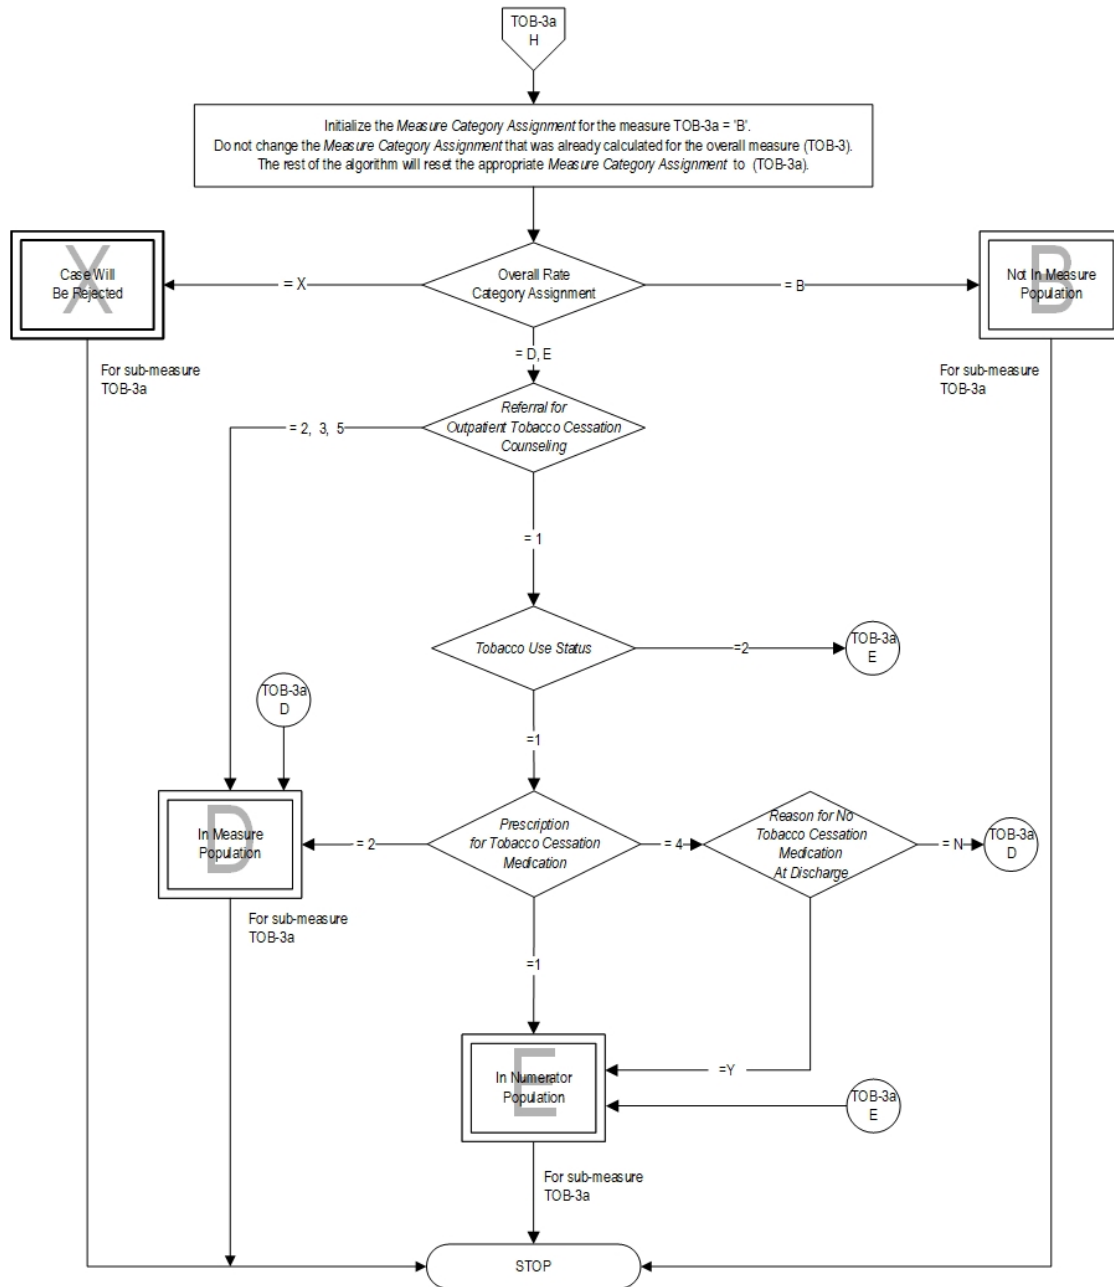 TOB-3a
H
Initialize the Measure Category Assignment for the measure TOB-3a = 'B'.
Do not change the Measure Category Assignment that was already calculated for the overall measure (TOB-3).
The rest of the algorithm will reset the appropriate Measure Category Assignment to (TOB-3a).
X
Case Will
Be Rejected
= X
Overall Rate
Category Assignment
= B
B
Not In Measure
Population
For sub-measure
TOB-3a
= D, E
For sub-measure
TOB-3a
= 2, 3, 5
Referral for
Outpatient Tobacco Cessation
Counseling
= 1
Tobacco Use Status
=2
TOB-3a
E
TOB-3a
D
=1
D
In Measure
Population
= 2
Prescription
for Tobacco Cessation
Medication
= 4
Reason for No
Tobacco Cessation
Medication
At Discharge
= N
TOB-3a
D
For sub-measure
TOB-3a
=1
E
In Numerator
Population
=Y
TOB-3a
E
For sub-measure
TOB-3a
STOP